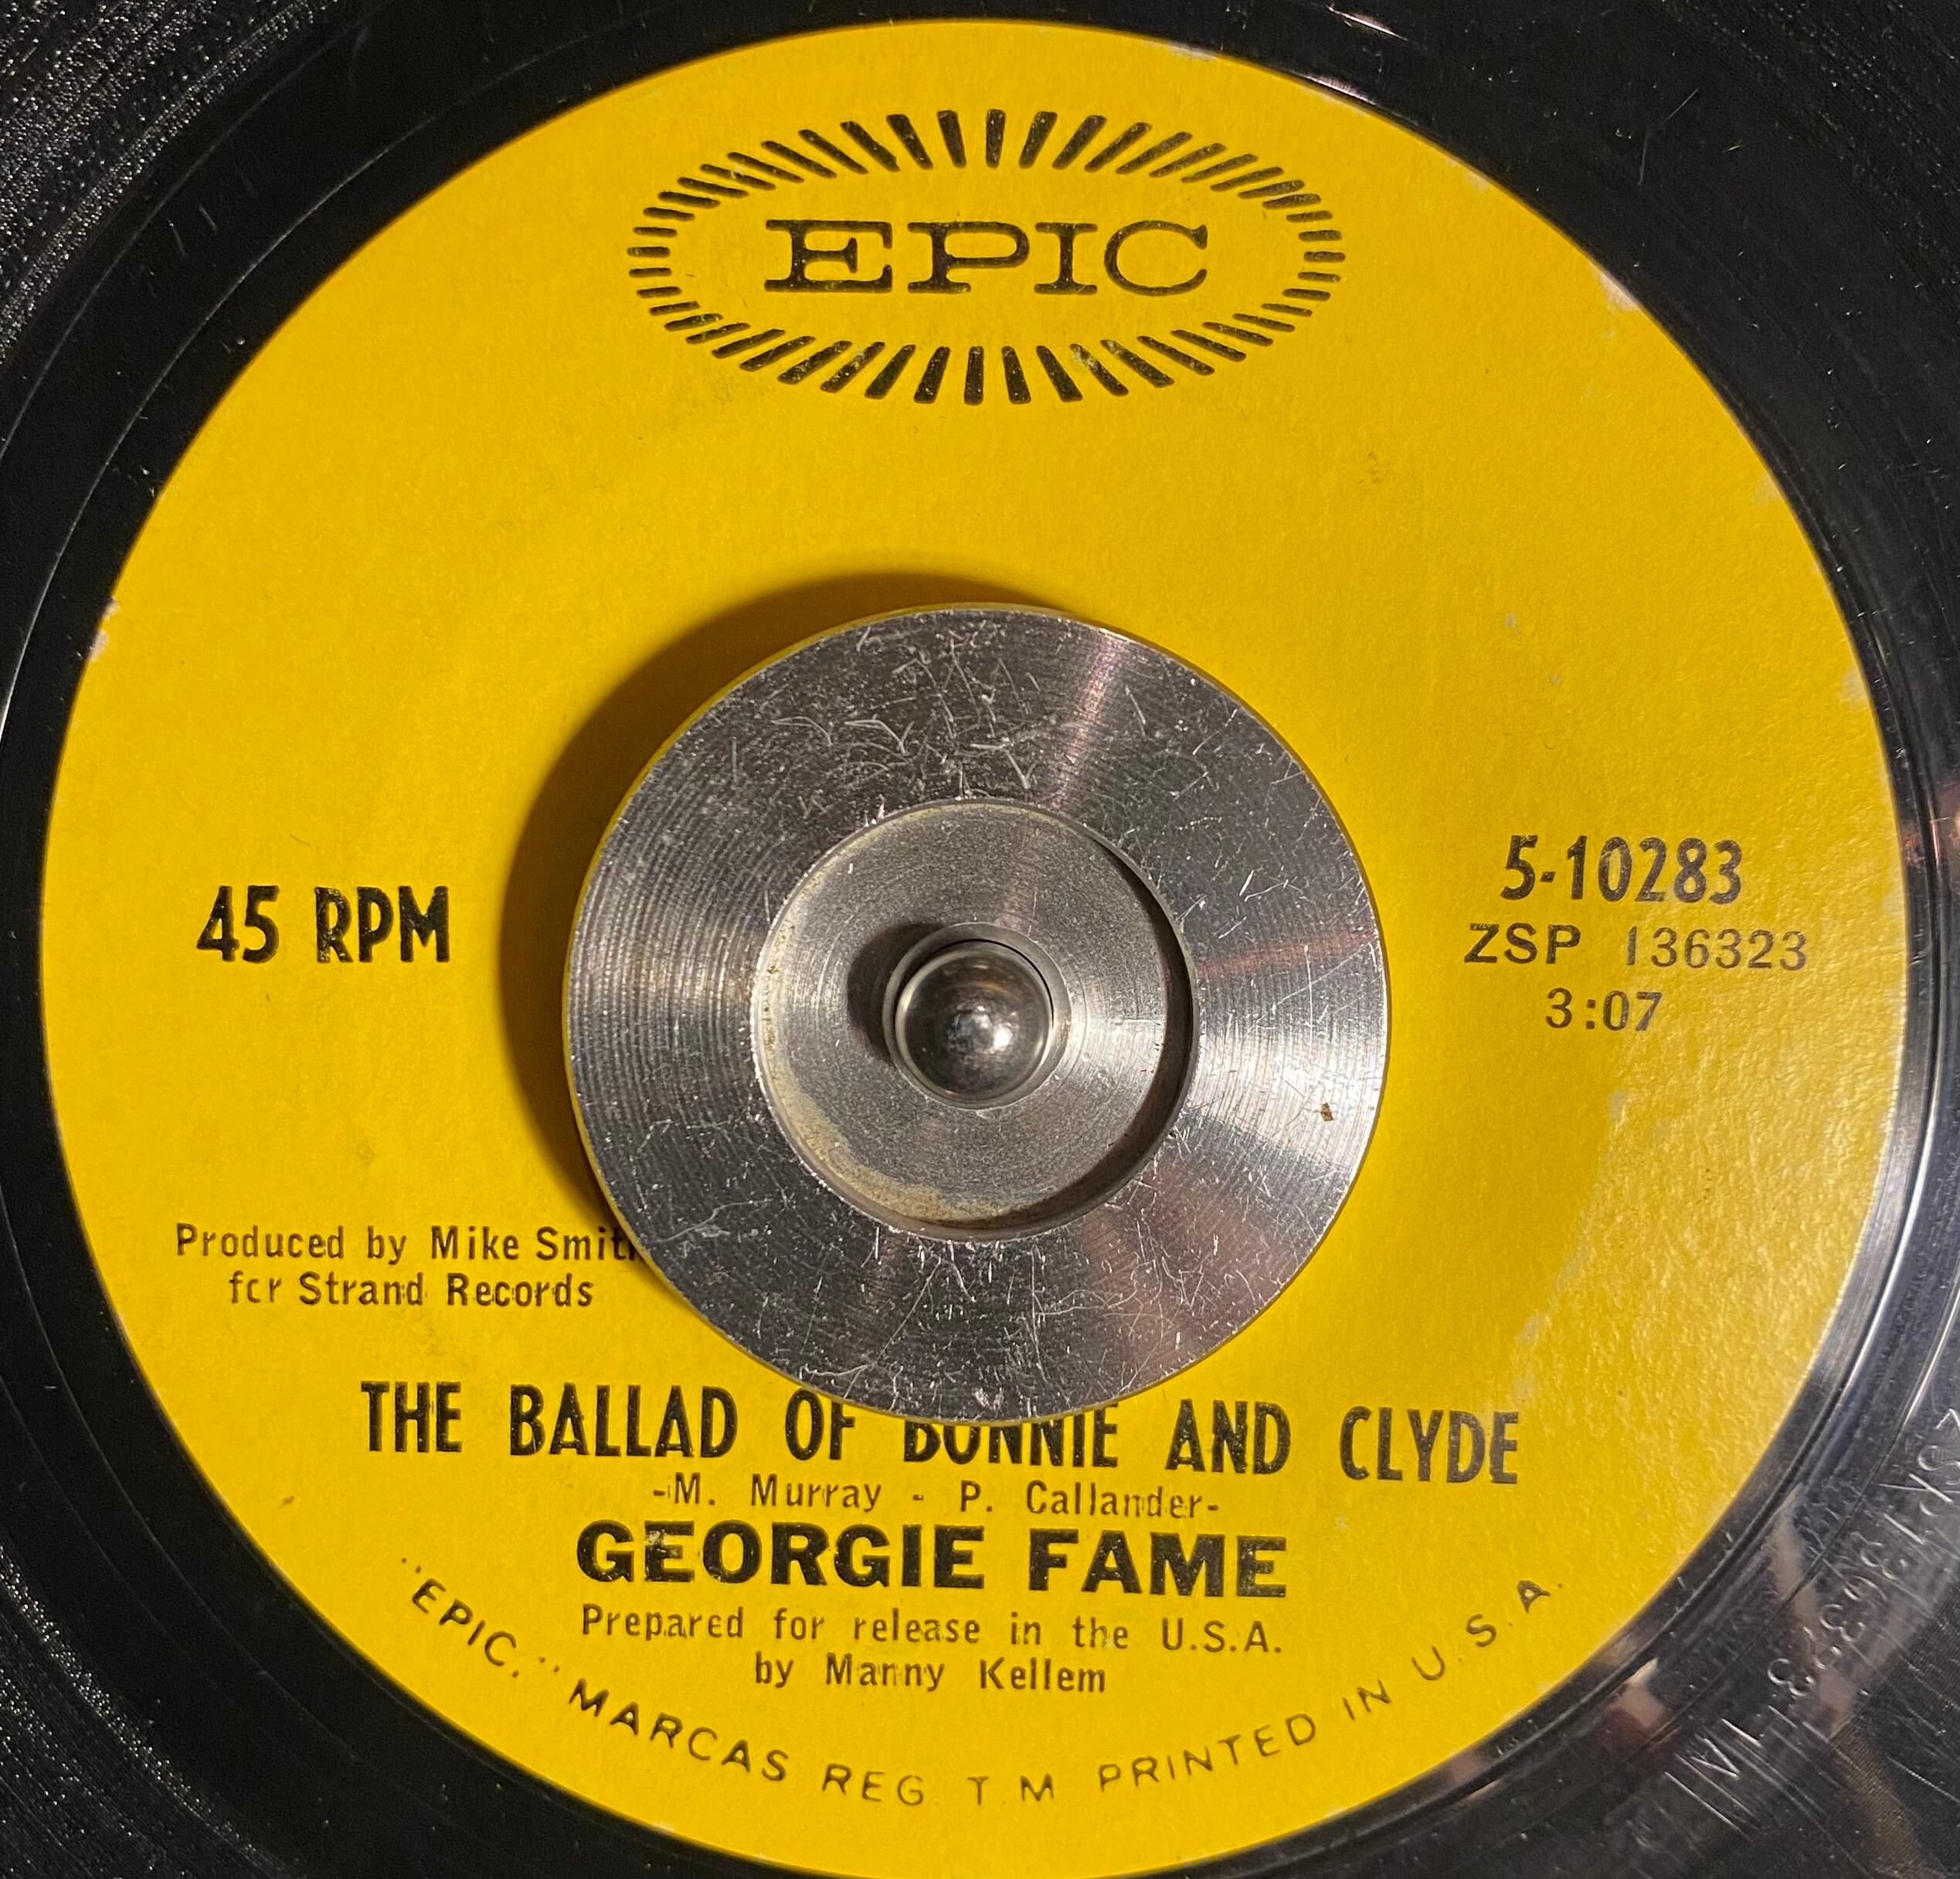 EPIC
45 RPM
5-10283
ZSP 136323
3:07
Produced by Mike Smith
for Strand Records
THE BALLAD OF BONNIE AND CLYDE
-M. Murray - P. Callander-
GEORGIE FAME
Prepared for release in the U.S.A.
by Manny Kellem
"EPIC," MARCAS REG T.M PRINTED IN U.S.A.